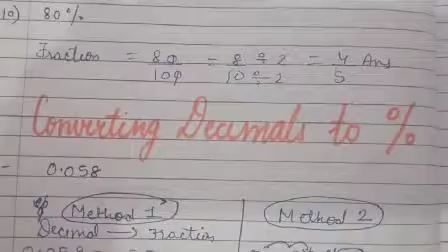 10) 80%
Fraction = 80/100 = 8 ÷ 2/10 ÷ 2 = 4/5 Ans
Converting Decimals to %
- 0.058
Method 1 Method 2
Decimal → Fraction